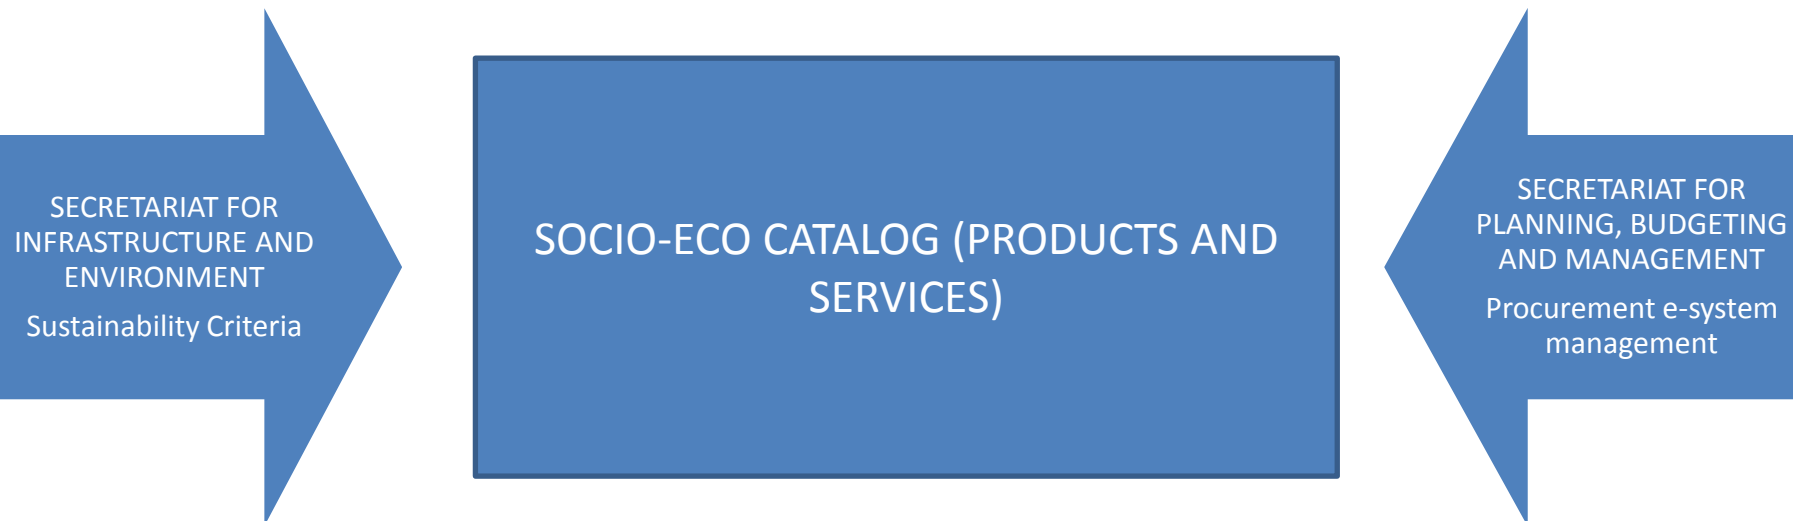 SECRETARIAT FOR
INFRASTRUCTURE AND
ENVIRONMENT
Sustainability Criteria
SOCIO-ECO CATALOG (PRODUCTS AND
SERVICES)
SECRETARIAT FOR
PLANNING, BUDGETING
AND MANAGEMENT
Procurement e-system
management